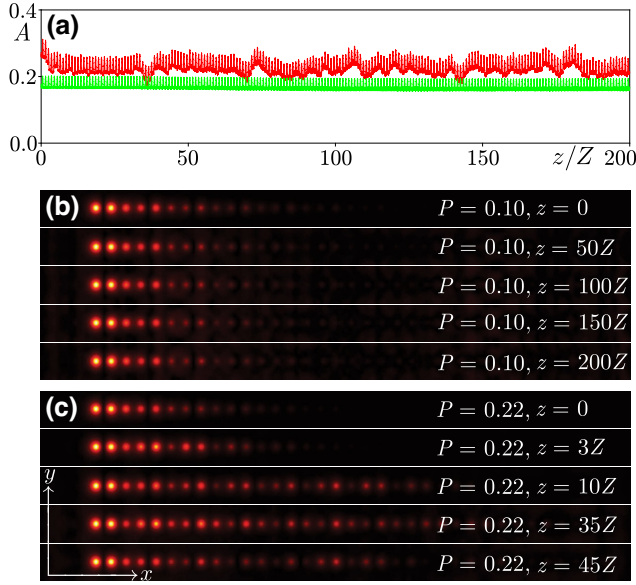 0.4
A
(a)
0.2
0.0
0 50 100 150 z/Z 200
(b)
P = 0.10, z = 0
P = 0.10, z = 50Z
P = 0.10, z = 100Z
P = 0.10, z = 150Z
P = 0.10, z = 200Z
(c)
P = 0.22, z = 0
P = 0.22, z = 3Z
y
P = 0.22, z = 10Z
P = 0.22, z = 35Z
x
P = 0.22, z = 45Z